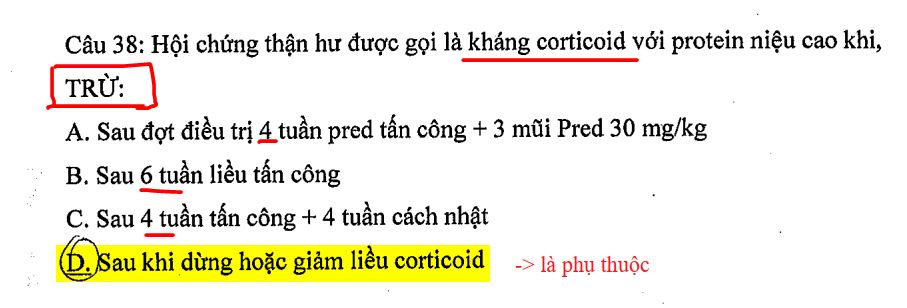 Câu 38: Hội chứng thận hư được gọi là kháng corticoid với protein niệu cao khi,
TRỪ:
A. Sau đợt điều trị 4 tuần pred tấn công + 3 mũi Pred 30 mg/kg
B. Sau 6 tuần liều tấn công
C. Sau 4 tuần tấn công + 4 tuần cách nhật
D. Sau khi dừng hoặc giảm liều corticoid -> là phụ thuộc